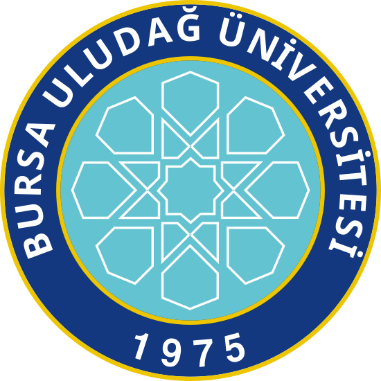 BURSA ULUDAĞ ÜNİVERSİTESİ
1975